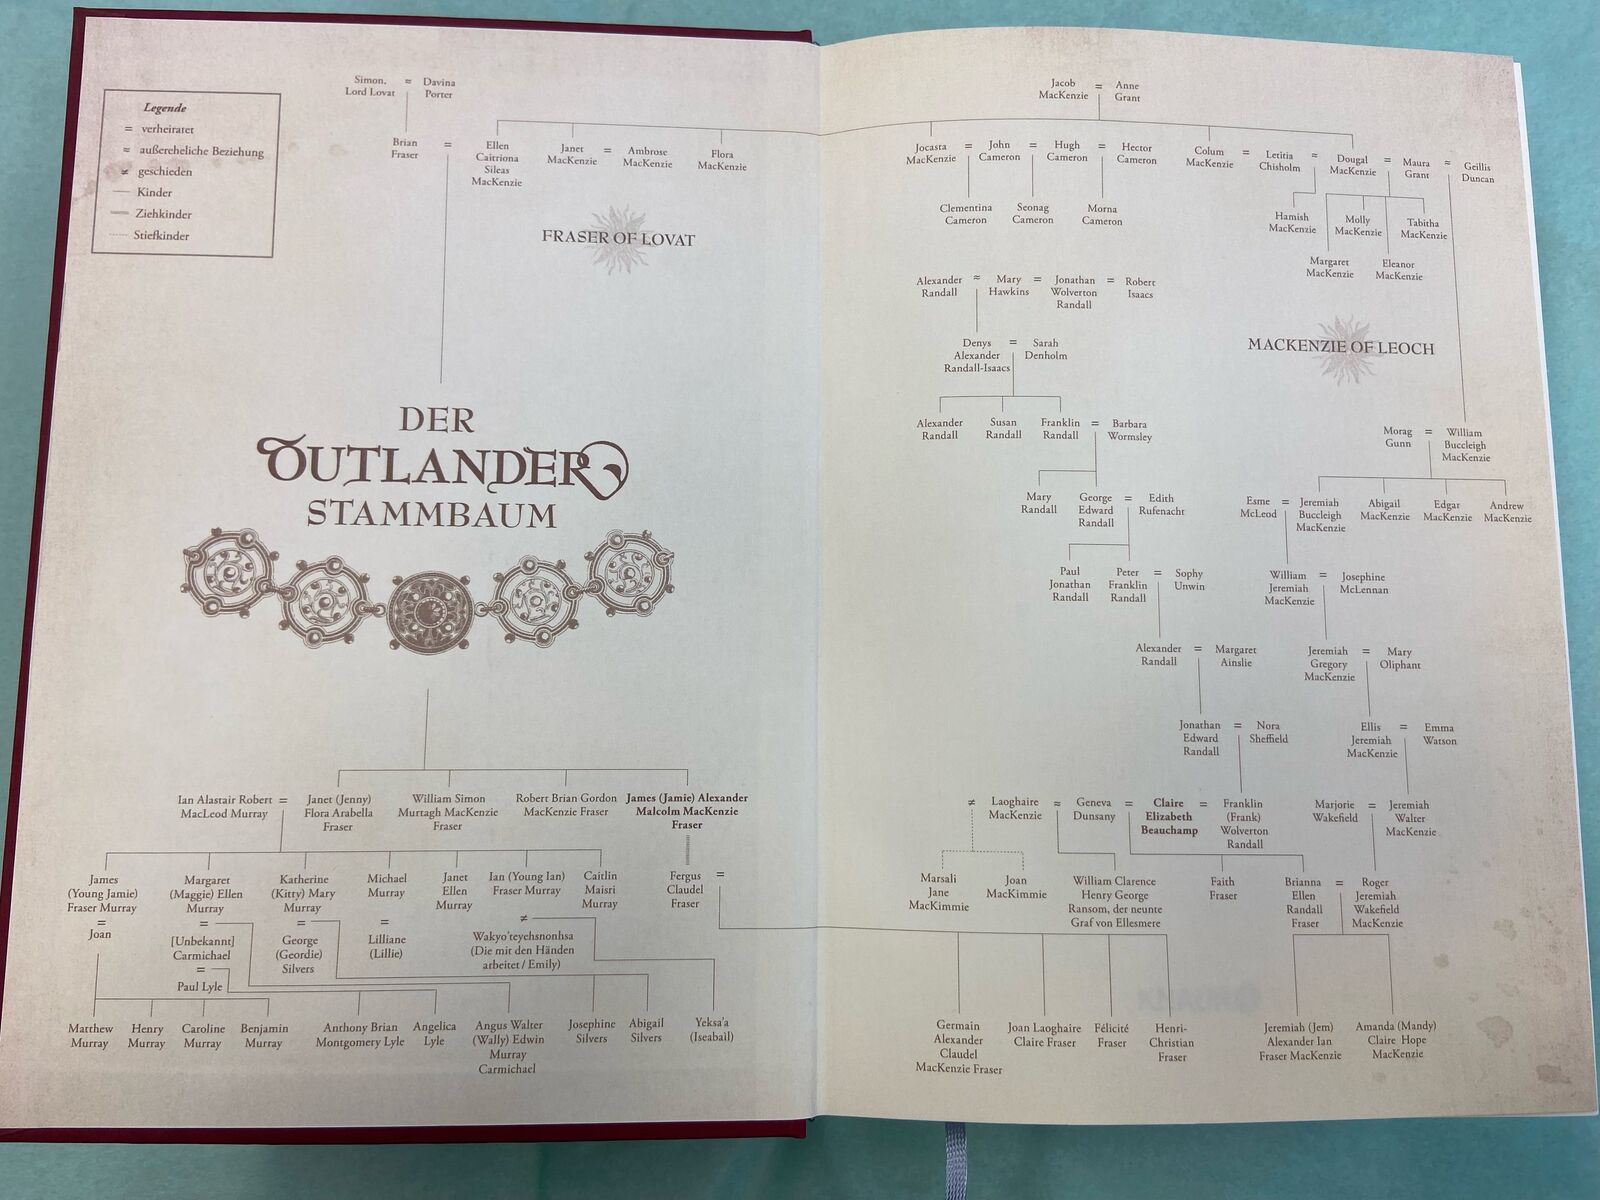 Legende
= verheiratet
≈ außereheliche Beziehung
≠ geschieden
Kinder
Ziehkinder
Stiefkinder
Simon,
Lord Lovat
≈
Davina
Porter
Brian
Fraser
=
Ellen
Caitriona
Sileas
MacKenzie
Janet
MacKenzie
=
Ambrose
MacKenzie
Flora
MacKenzie
FRASER OF LOVAT
DER
OUTLANDER
STAMMBAUM
Ian Alastair Robert
MacLeod Murray
=
Janet (Jenny)
Flora Arabella
Fraser
William Simon
Murtagh MacKenzie
Fraser
Robert Brian Gordon
MacKenzie Fraser
James (Jamie) Alexander
Malcolm MacKenzie
Fraser
James
(Young Jamie)
Fraser Murray
=
Joan
Margaret
(Maggie) Ellen
Murray
=
[Unbekannt]
Carmichael
=
Paul Lyle
Katherine
(Kitty) Mary
Murray
=
George
(Geordie)
Silvers
Michael
Murray
=
Lilliane
(Lillie)
Janet
Ellen
Murray
Ian (Young Ian)
Fraser Murray
≠
Wakyo'teyehsnonhsa
(Die mit den Händen
arbeitet / Emily)
Caitlin
Maisri
Murray
Fergus
Claudel
Fraser
=
Matthew
Murray
Henry
Murray
Caroline
Murray
Benjamin
Murray
Anthony Brian
Montgomery Lyle
Angelica
Lyle
Angus Walter
(Wally) Edwin
Murray
Carmichael
Josephine
Silvers
Abigail
Silvers
Yeksa'a
(Iseabail)
Jacob
MacKenzie
=
Anne
Grant
Jocasta
MacKenzie
=
John
Cameron
=
Hugh
Cameron
=
Hector
Cameron
Colum
MacKenzie
=
Letitia
Chisholm
≈
Dougal
MacKenzie
=
Maura
Grant
≈
Geillis
Duncan
Clementina
Cameron
Seonag
Cameron
Morna
Cameron
Hamish
MacKenzie
Molly
MacKenzie
Tabitha
MacKenzie
Margaret
MacKenzie
Eleanor
MacKenzie
Alexander
Randall
≈
Mary
Hawkins
=
Jonathan
Wolverton
Randall
=
Robert
Isaacs
MACKENZIE OF LEOCH
Denys
Alexander
Randall-Isaacs
=
Sarah
Denholm
Alexander
Randall
Susan
Randall
Franklin
Randall
=
Barbara
Wormsley
Morag
Gunn
=
William
Buccleigh
MacKenzie
Mary
Randall
George
Edward
Randall
=
Edith
Rufenacht
Esme
McLeod
=
Jeremiah
Buccleigh
MacKenzie
Abigail
MacKenzie
Edgar
MacKenzie
Andrew
MacKenzie
Paul
Jonathan
Randall
Peter
Franklin
Randall
=
Sophy
Unwin
William
Jeremiah
MacKenzie
=
Josephine
McLennan
Alexander
Randall
=
Margaret
Ainslie
Jeremiah
Gregory
MacKenzie
=
Mary
Oliphant
Jonathan
Edward
Randall
=
Nora
Sheffield
Ellis
Jeremiah
MacKenzie
=
Emma
Watson
≠
Laoghaire
MacKenzie
≈
Geneva
Dunsany
=
Claire
Elizabeth
Beauchamp
=
Franklin
(Frank)
Wolverton
Randall
Marjorie
Wakefield
=
Jeremiah
Walter
MacKenzie
Marsali
Jane
MacKimmie
Joan
MacKimmie
William Clarence
Henry George
Ransom, der neunte
Graf von Ellesmere
Faith
Fraser
Brianna
Ellen
Randall
Fraser
=
Roger
Jeremiah
Wakefield
MacKenzie
Germain
Alexander
Claudel
MacKenzie Fraser
Joan Laoghaire
Claire Fraser
Félicité
Fraser
Henri-
Christian
Fraser
Jeremiah (Jem)
Alexander Ian
Fraser MacKenzie
Amanda (Mandy)
Claire Hope
MacKenzie